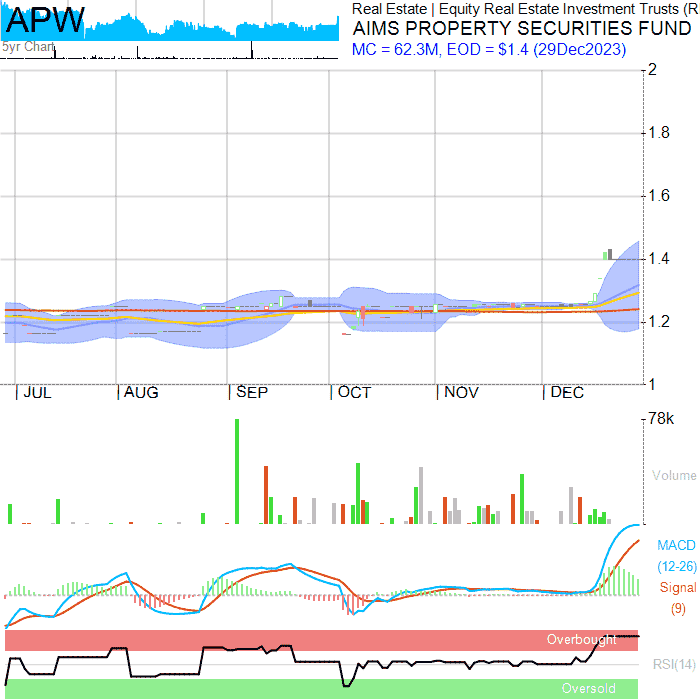 APW
5yr Chart
Real Estate | Equity Real Estate Investment Trusts (R
AIMS PROPERTY SECURITIES FUND
MC = 62.3M, EOD = $1.4 (29Dec2023)
2
1.8
1.6
1.4
1.2
1
JUL AUG SEP OCT NOV DEC
78k
Volume
MACD
(12-26)
Signal
(9)
Overbought
RSI(14)
Oversold